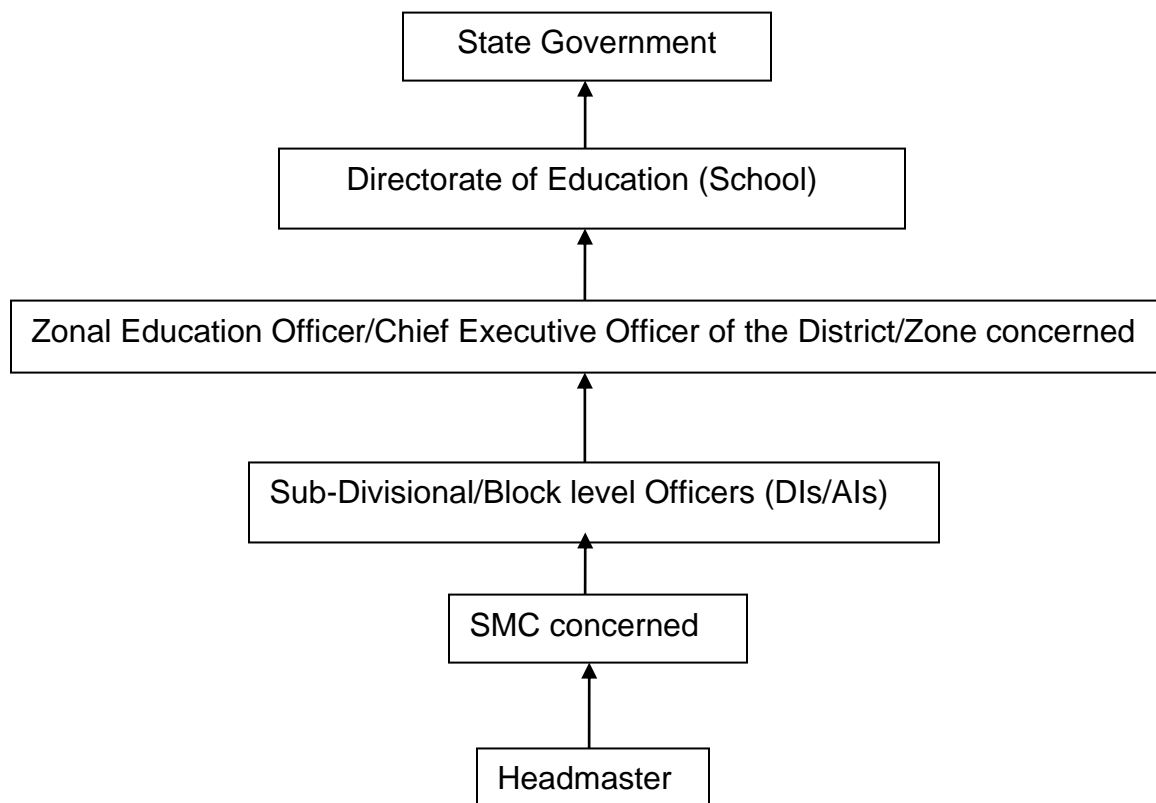 State Government
Directorate of Education (School)
Zonal Education Officer/Chief Executive Officer of the District/Zone concerned
Sub-Divisional/Block level Officers (DIs/AIs)
SMC concerned
Headmaster